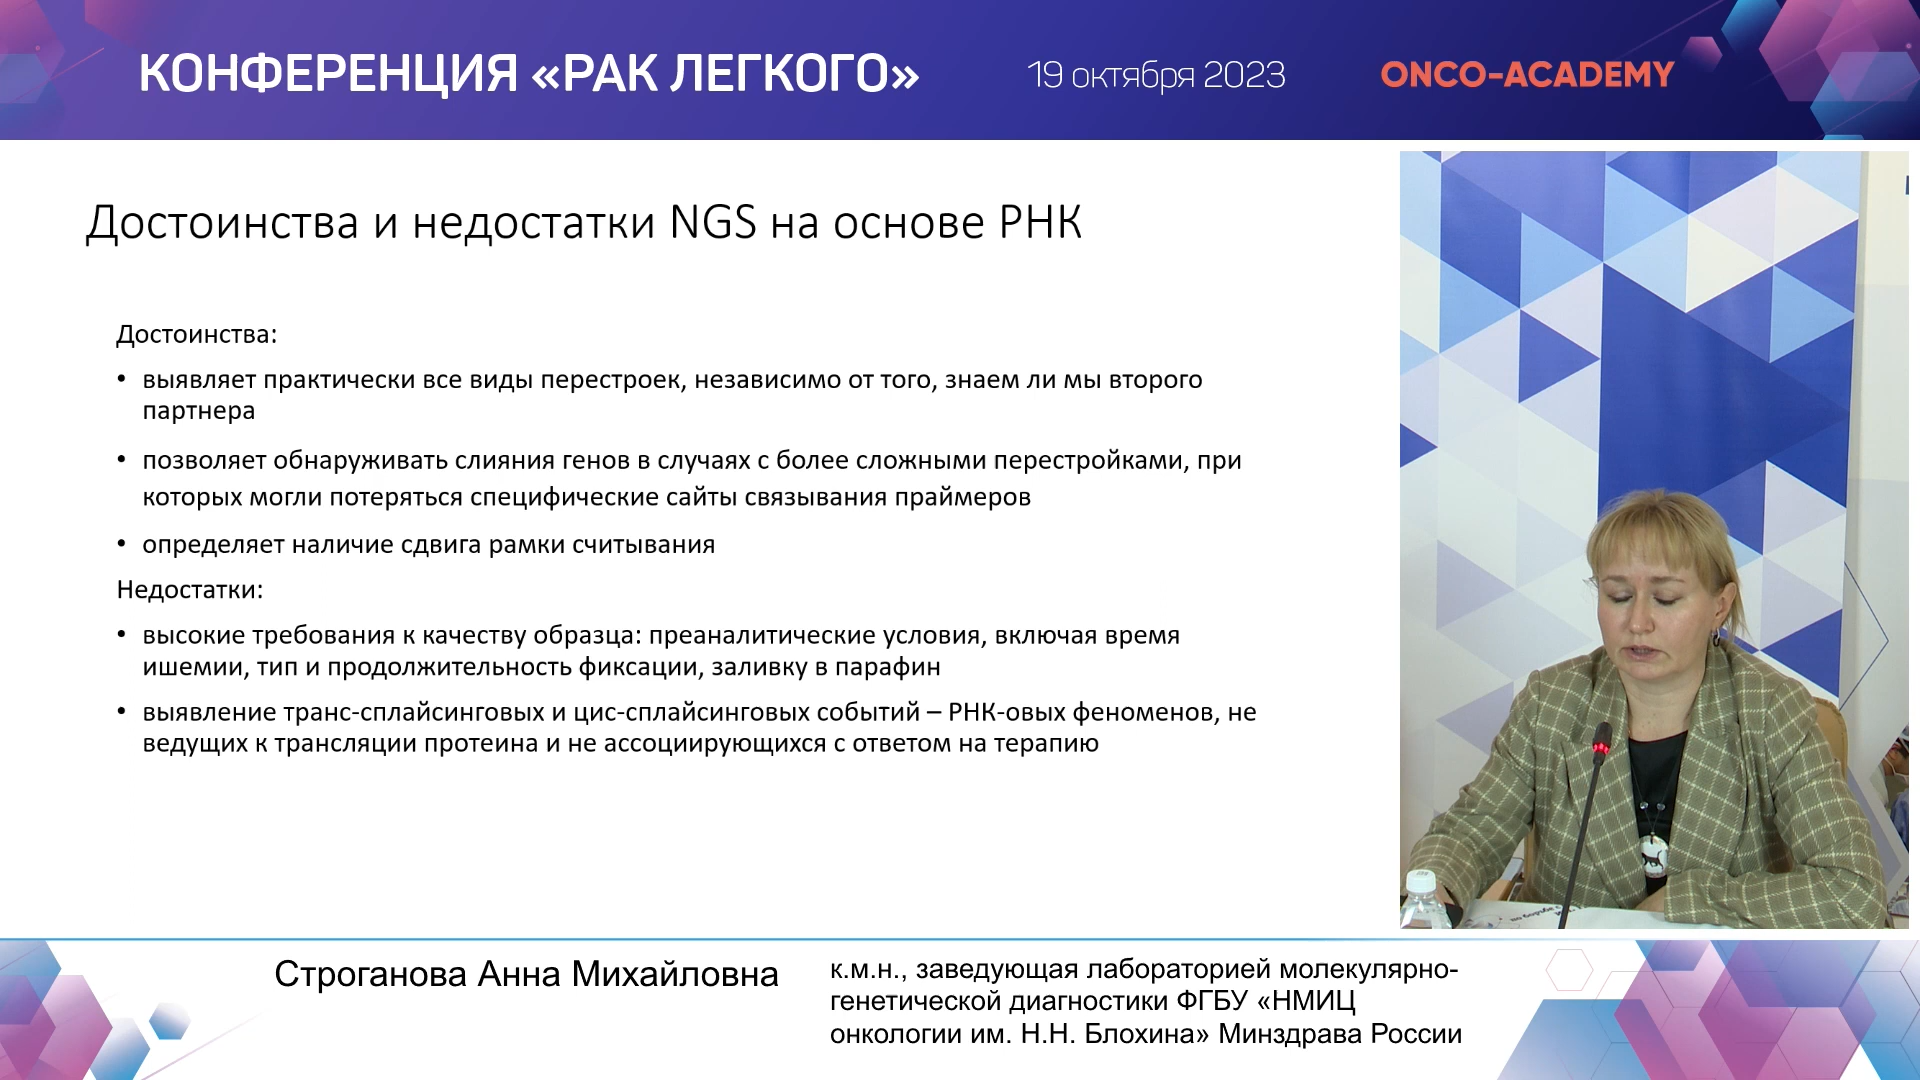 КОНФЕРЕНЦИЯ «РАК ЛЕГКОГО»
19 октября 2023
ONCO-ACADEMY
Достоинства и недостатки NGS на основе РНК
Достоинства:
• выявляет практически все виды перестроек, независимо от того, знаем ли мы второго
партнера
• позволяет обнаруживать слияния генов в случаях с более сложными перестройками, при
которых могли потеряться специфические сайты связывания праймеров
• определяет наличие сдвига рамки считывания
Недостатки:
• высокие требования к качеству образца: преаналитические условия, включая время
ишемии, тип и продолжительность фиксации, заливку в парафин
• выявление транс-сплайсинговых и цис-сплайсинговых событий – РНК-овых феноменов, не
ведущих к трансляции протеина и не ассоциирующихся с ответом на терапию
Строганова Анна Михайловна
к.м.н., заведующая лабораторией молекулярно-
генетической диагностики ФГБУ «НМИЦ
онкологии им. Н.Н. Блохина» Минздрава России